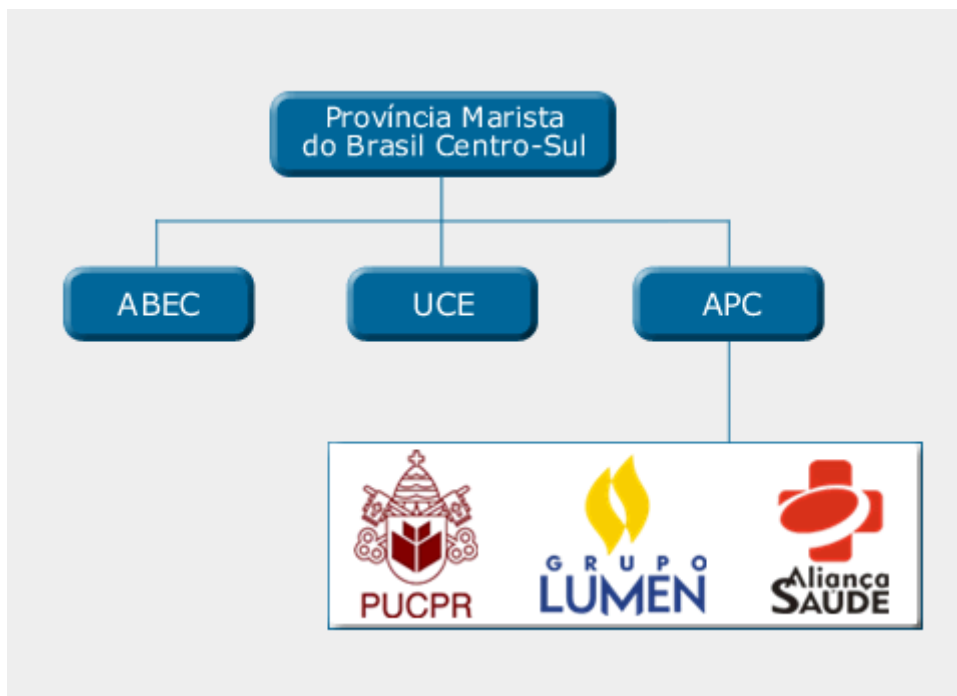 Província Marista
do Brasil Centro-Sul
ABEC
UCE
APC
PUCPR
GRUPO
LUMEN
Aliança
SAÚDE